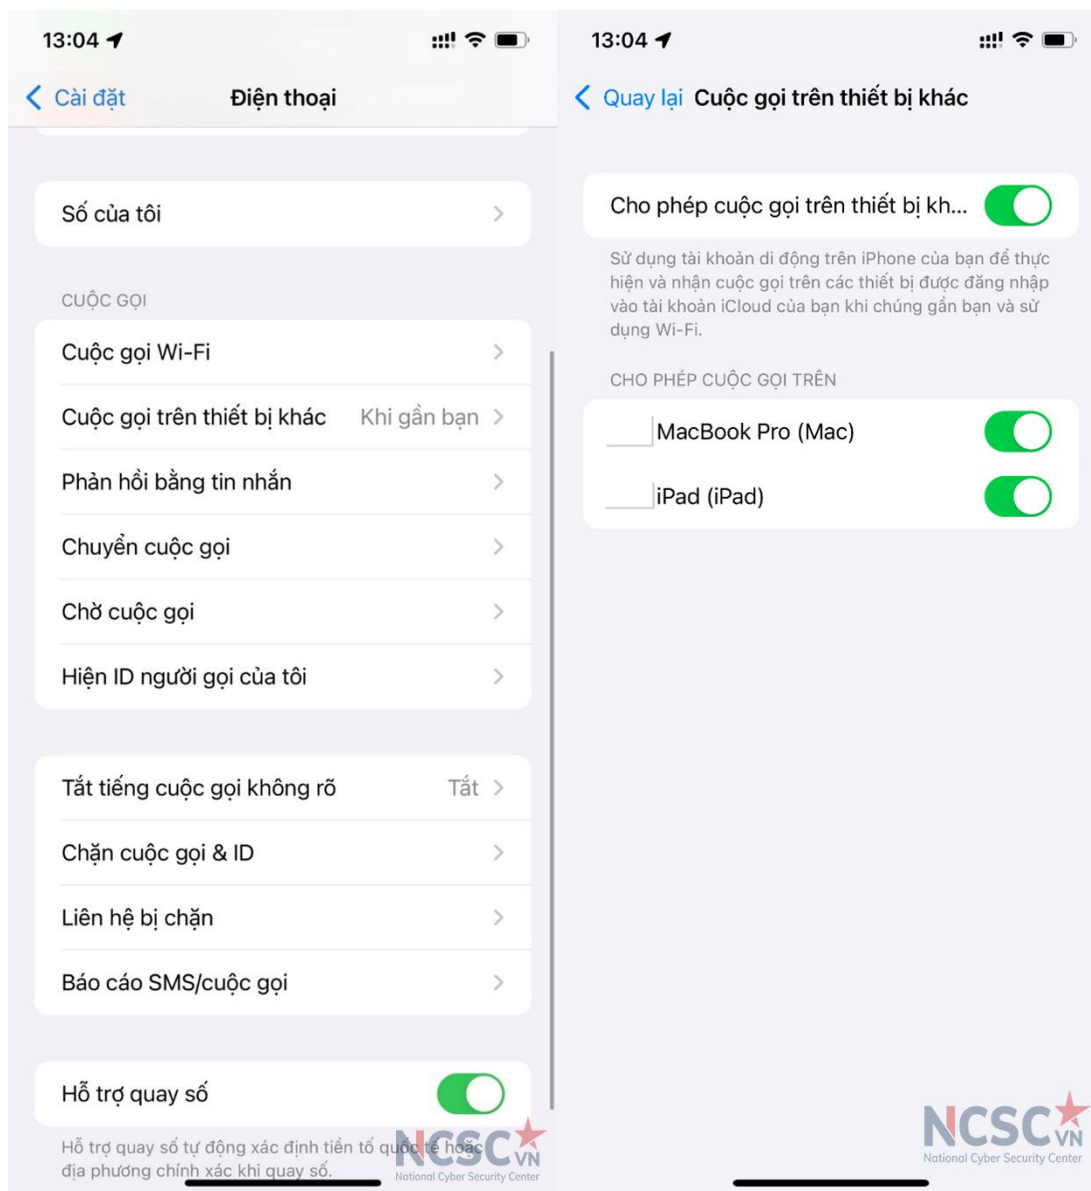 13:04
Cài đặt
Điện thoại
Số của tôi
CUỘC GỌI
Cuộc gọi Wi-Fi
Cuộc gọi trên thiết bị khác Khi gần bạn
Phản hồi bằng tin nhắn
Chuyển cuộc gọi
Chờ cuộc gọi
Hiện ID người gọi của tôi
Tắt tiếng cuộc gọi không rõ Tắt
Chặn cuộc gọi & ID
Liên hệ bị chặn
Báo cáo SMS/cuộc gọi
Hỗ trợ quay số
Hỗ trợ quay số tự động xác định tiền tố quốc tế hoặc
địa phương chính xác khi quay số.
NCSC VN
National Cyber Security Center
13:04
Quay lại Cuộc gọi trên thiết bị khác
Cho phép cuộc gọi trên thiết bị kh...
Sử dụng tài khoản di động trên iPhone của bạn để thực
hiện và nhận cuộc gọi trên các thiết bị được đăng nhập
vào tài khoản iCloud của bạn khi chúng gần bạn và sử
dụng Wi-Fi.
CHO PHÉP CUỘC GỌI TRÊN
MacBook Pro (Mac)
iPad (iPad)
NCSC VN
National Cyber Security Center